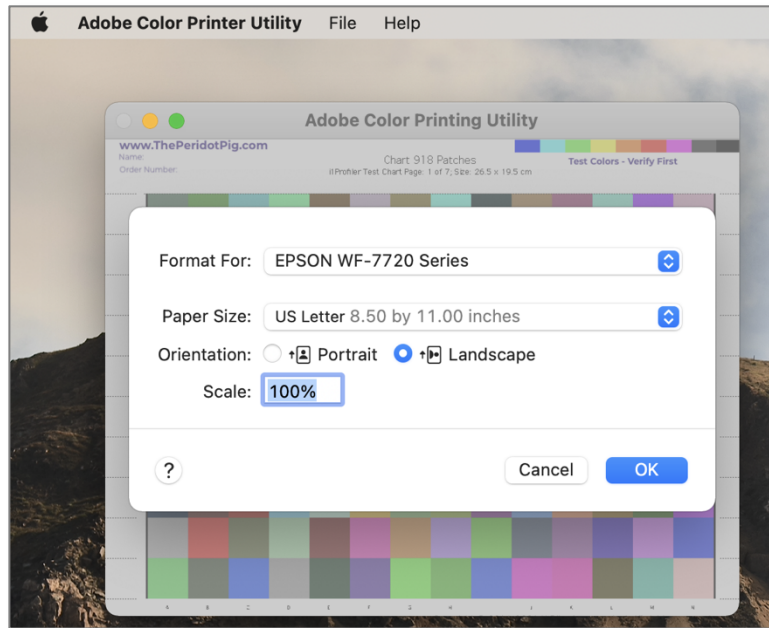 Adobe Color Printer Utility File Help
Adobe Color Printing Utility
www.ThePeridotPig.com
Name:
Order Number:
Chart 918 Patches
i1Profiler Test Chart Page: 1 of 7; Size: 26.5 x 19.5 cm
Test Colors - Verify First
Format For: EPSON WF-7720 Series
Paper Size: US Letter 8.50 by 11.00 inches
Orientation: Portrait Landscape
Scale: 100%
? Cancel OK
A B C D E F G H I J K L M N